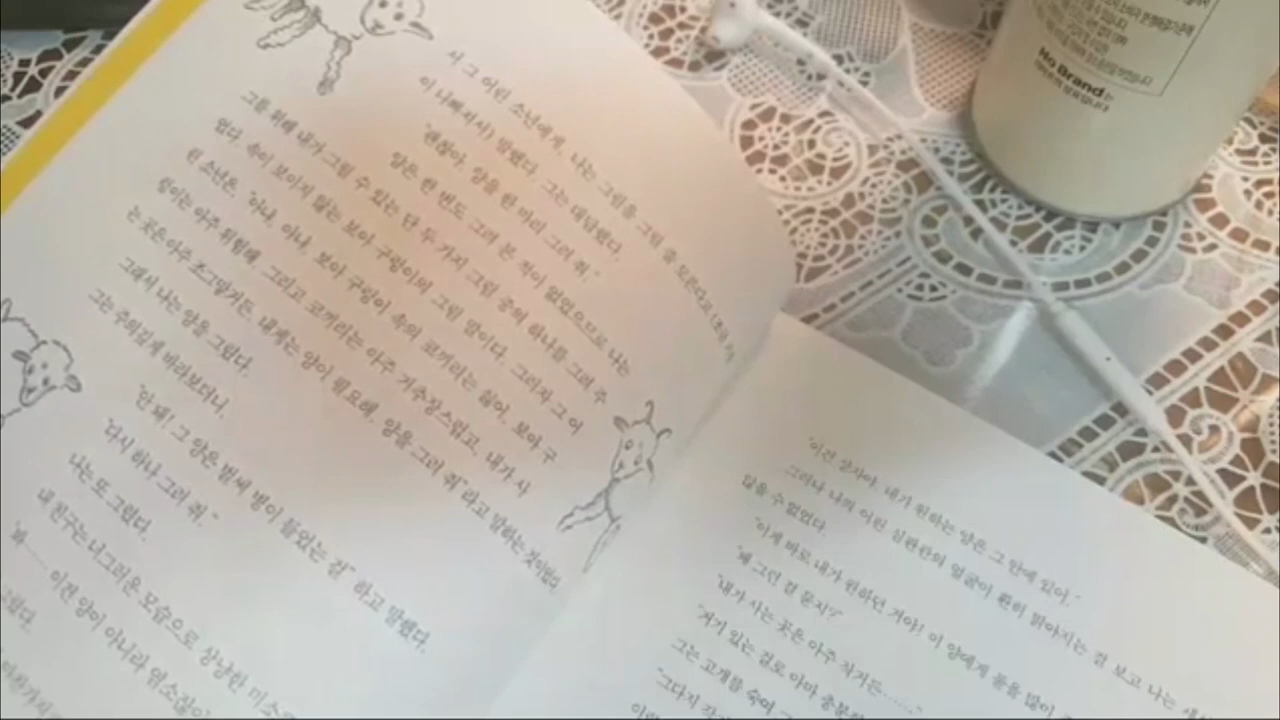 서 그 어린 소년에게, 나는 그림을 그릴 줄 모른다고 (조금
이 나빠져서) 말했다. 그는 대답했다.
"괜찮아. 양을 한 마리 그려 줘."
양은 한 번도 그려 본 적이 없었으므로 나는
그를 위해 내가 그릴 수 있는 단 두 가지 그림 중의 하나를 그려 주
었다. 속이 보이지 않는 보아 구렁이의 그림 말이다. 그러자 그 어
린 소년은, "아냐, 아냐. 보아 구렁이 속의 코끼리는 싫어. 보아 구
렁이는 아주 위험해. 그리고 코끼리는 아주 거추장스럽고. 내가 사
는 곳은 아주 조그맣거든. 내게는 양이 필요해. 양을 그려 줘"라고 말하는 것이었다.
그래서 나는 양을 그렸다.
그는 주의깊게 바라보더니,
"안 돼! 그 양은 벌써 병이 들었는 걸" 하고 말했다.
"다시 하나 그려 줘."
나는 또 그렸다.
내 친구는 너그러운 모습으로 상냥한 미소
"봐…… 이건 양이 아니라 염소잖아
"이건 상자야. 네가 원하는 양은 그 안에 있어."
그러나 나의 어린 심판관의 얼굴이 환히 밝아지는 걸 보고 나는
않을 수 없었다.
"이게 바로 내가 원하던 거야! 이 양에게 풀을 많이
"왜 그런 걸 묻지?"
"내가 사는 곳은 아주 작거든……"
"거기 있는 걸로 아마 충분
그는 고개를 숙여
"그다지
No Brand는